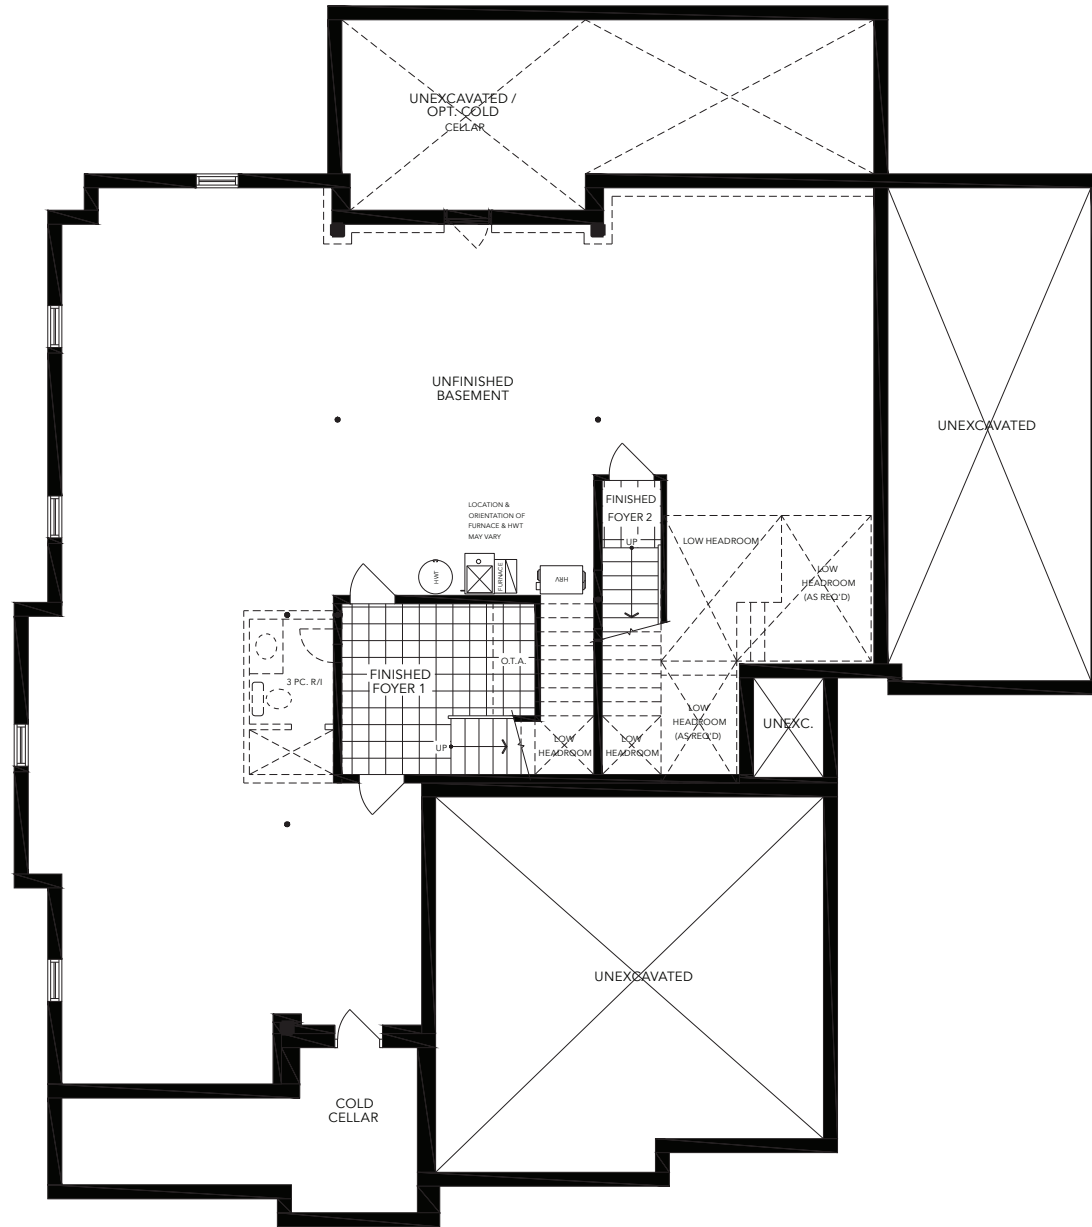 UNEXCAVATED /
OPT. COLD
CELLAR
UNFINISHED
BASEMENT
UNEXCAVATED
LOCATION &
ORIENTATION OF
FURNACE & HWT
MAY VARY
FINISHED
FOYER 2
UP
LOW HEADROOM
LOW
HEADROOM
(AS REQ'D)
HWT
FURNACE
HRV
O.T.A.
FINISHED
FOYER 1
3 PC. R/I
UP
LOW
HEADROOM
LOW
HEADROOM
LOW
HEADROOM
(AS REQ'D)
UNEXC.
UNEXCAVATED
COLD
CELLAR